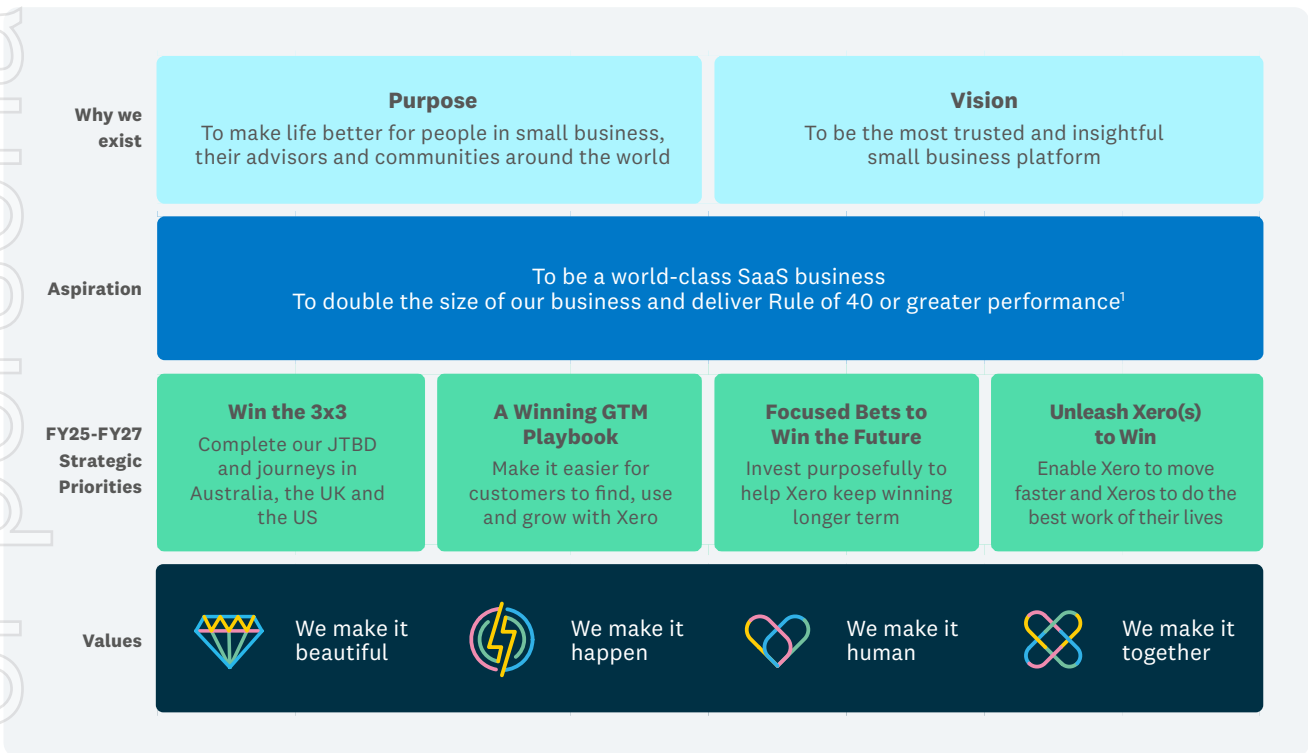 Why we
exist
Purpose
To make life better for people in small business,
their advisors and communities around the world
Vision
To be the most trusted and insightful
small business platform
Aspiration
To be a world-class SaaS business
To double the size of our business and deliver Rule of 40 or greater performance¹
FY25-FY27
Strategic
Priorities
Win the 3x3
Complete our JTBD
and journeys in
Australia, the UK and
the US
A Winning GTM
Playbook
Make it easier for
customers to find, use
and grow with Xero
Focused Bets to
Win the Future
Invest purposefully to
help Xero keep winning
longer term
Unleash Xero(s)
to Win
Enable Xero to move
faster and Xeros to do the
best work of their lives
Values
We make it
beautiful
We make it
happen
We make it
human
We make it
together